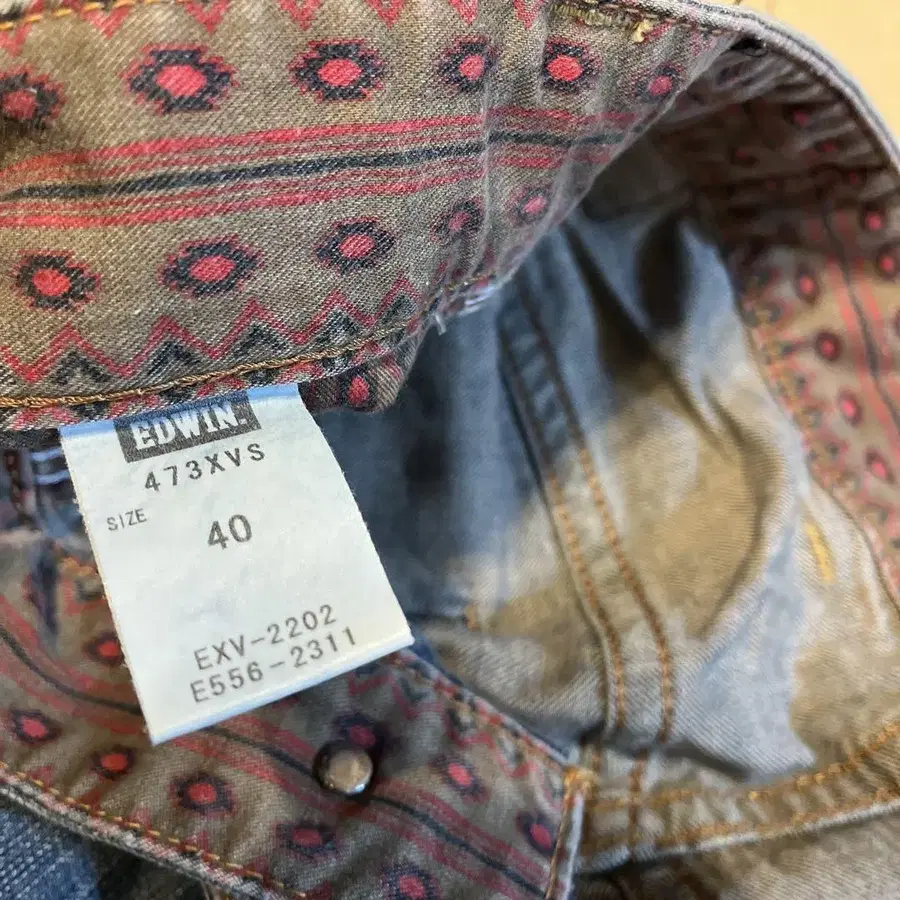 EDWIN.
473XVS
SIZE
40
EXV-2202
E556-2311